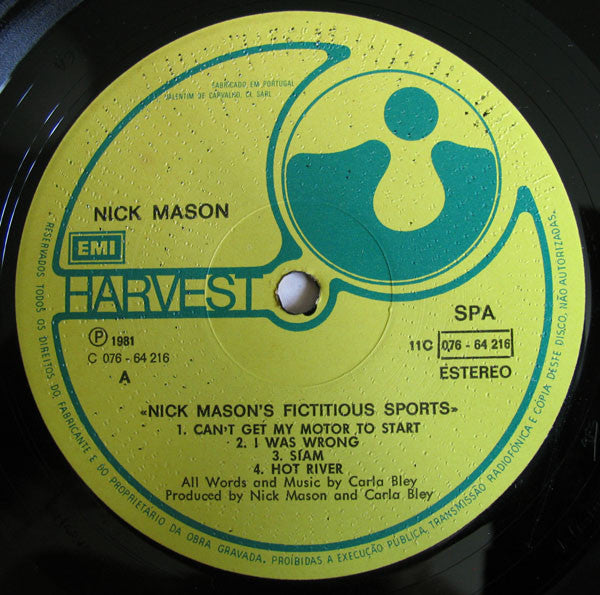 FABRICADO EM PORTUGAL
VALENTIM DE CARVALHO, CI, SARL
NICK MASON
EMI
HARVEST
SPA
Ⓟ 1981
11C 076 - 64 216
C 076 - 64 216
ESTEREO
A
«NICK MASON'S FICTITIOUS SPORTS»
1. CAN'T GET MY MOTOR TO START
2. I WAS WRONG
3. SIAM
4. HOT RIVER
All Words and Music by Carla Bley
Produced by Nick Mason and Carla Bley
RESERVADOS TODOS OS DIREITOS DO FABRICANTE E DO PROPRIETÁRIO DA OBRA GRAVADA. PROIBIDAS A EXECUÇÃO PÚBLICA, TRANSMISSÃO RADIOFÓNICA E CÓPIA DESTE DISCO, NÃO AUTORIZADAS.